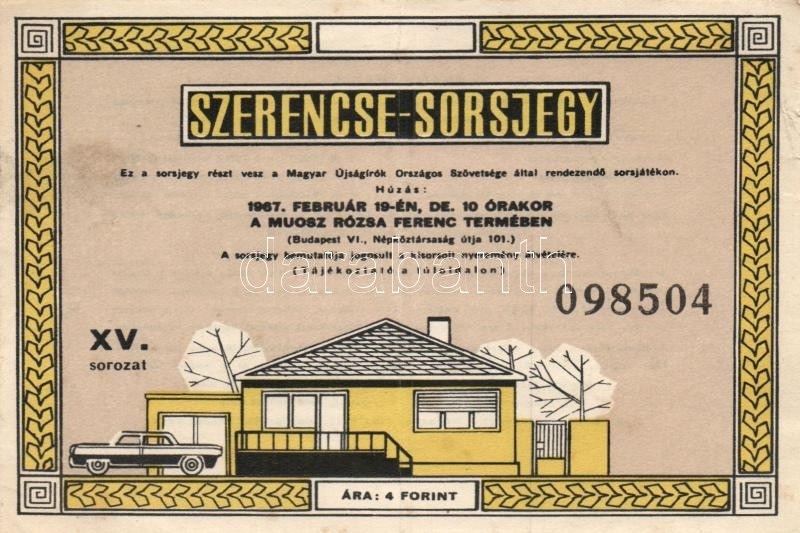 SZERENCSE-SORSJEGY
Ez a sorsjegy részt vesz a Magyar Újságírók Országos Szövetsége által rendezendő sorsjátékon.
Húzás:
1967. FEBRUÁR 19-ÉN, DE. 10 ÓRAKOR
A MUOSZ RÓZSA FERENC TERMÉBEN
(Budapest VI., Népköztársaság útja 101.)
A sorsjegy bemutatója jogosult a kisorsolt nyeremény átvételére.
(Tájékoztató a túloldalon)
darabanth
098504
XV.
sorozat
ÁRA: 4 FORINT